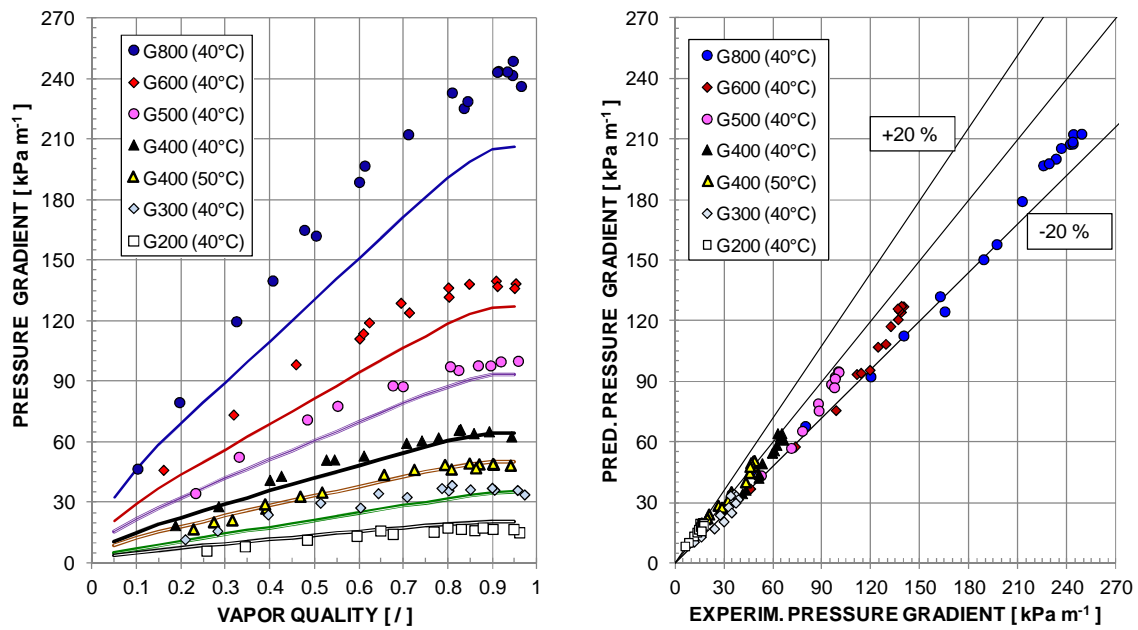 PRESSURE GRADIENT [ kPa m-1]
270
240
210
180
150
120
90
60
30
0
G800 (40°C)
G600 (40°C)
G500 (40°C)
G400 (40°C)
G400 (50°C)
G300 (40°C)
G200 (40°C)
0 0.1 0.2 0.3 0.4 0.5 0.6 0.7 0.8 0.9 1
VAPOR QUALITY [ / ]
PRED. PRESSURE GRADIENT [ kPa m-1]
270
240
210
180
150
120
90
60
30
0
G800 (40°C)
G600 (40°C)
G500 (40°C)
G400 (40°C)
G400 (50°C)
G300 (40°C)
G200 (40°C)
+20 %
-20 %
0 30 60 90 120 150 180 210 240 270
EXPERIM. PRESSURE GRADIENT [ kPa m-1]